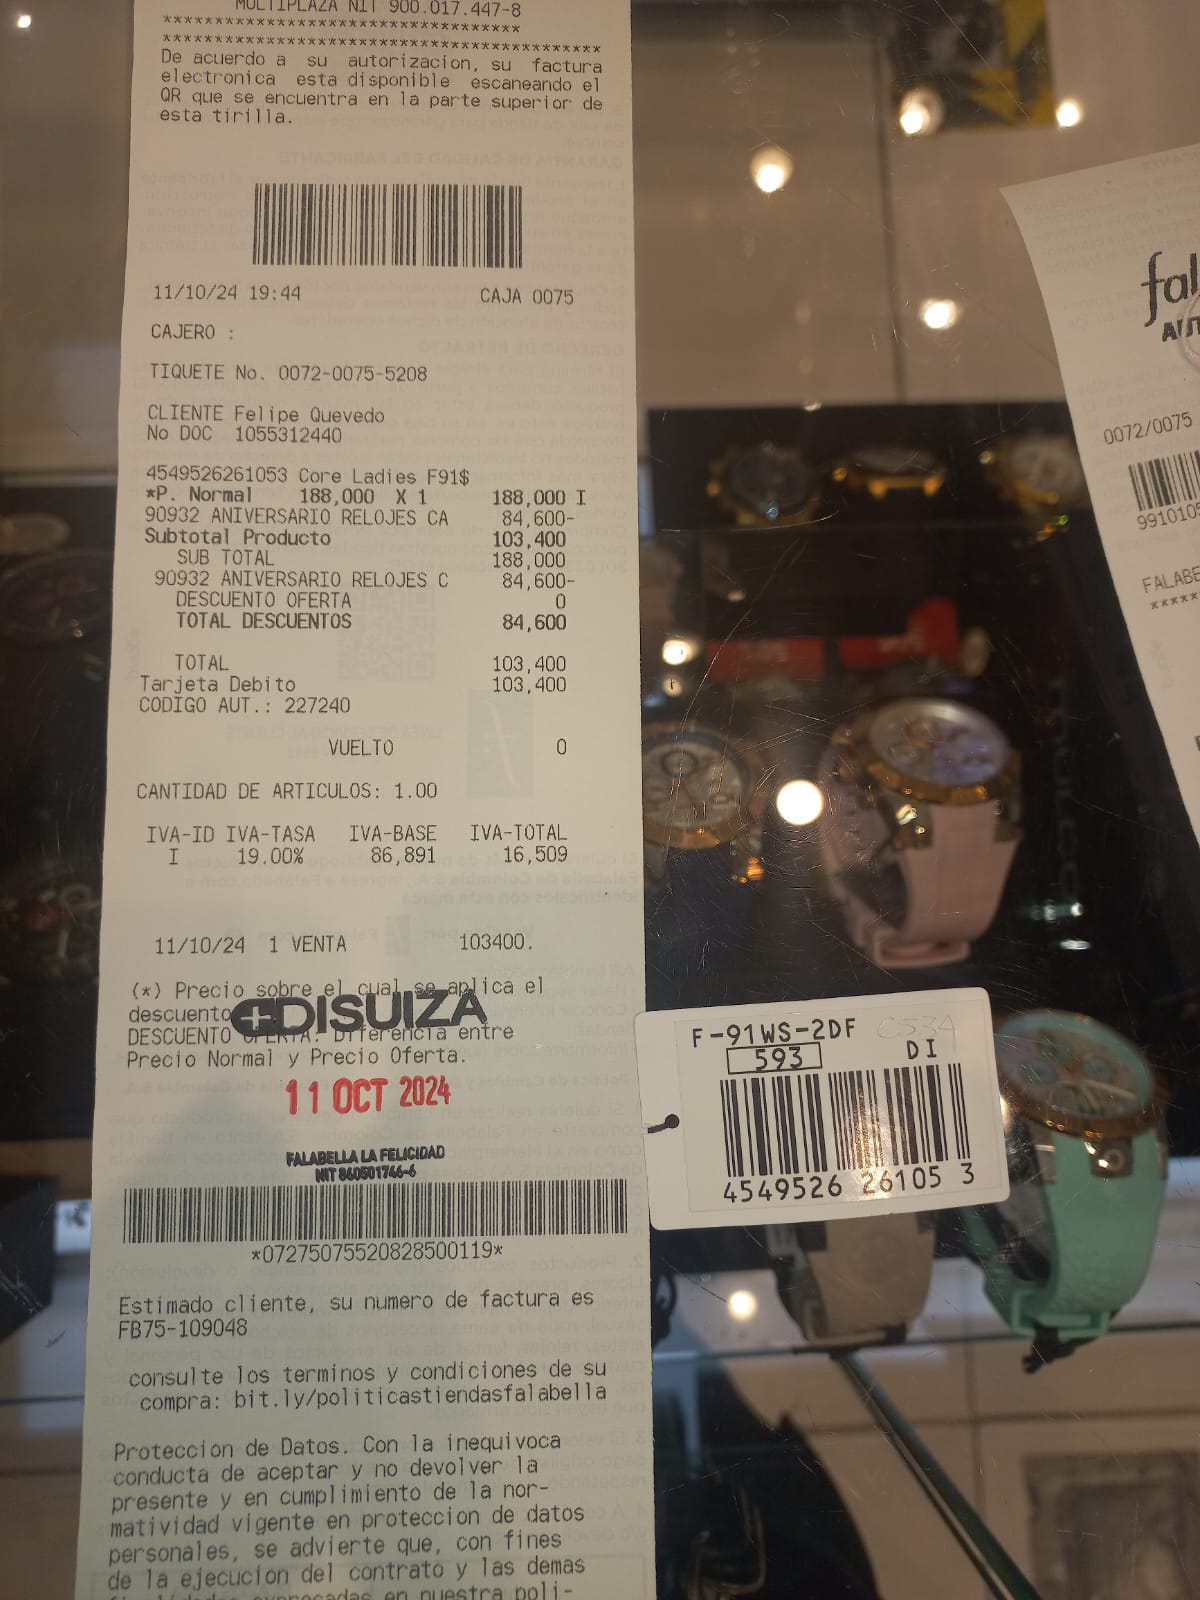 MULTIPLAZA NIT 900.017.447-8
**********************************
******************************************
De acuerdo a su autorizacion, su factura
electronica esta disponible escaneando el
QR que se encuentra en la parte superior de
esta tirilla.
11/10/24 19:44 CAJA 0075
CAJERO :
TIQUETE No. 0072-0075-5208
CLIENTE Felipe Quevedo
No DOC 1055312440
4549526261053 Core Ladies F91$
*P. Normal 188,000 X 1 188,000 I
90932 ANIVERSARIO RELOJES CA 84,600-
Subtotal Producto 103,400
SUB TOTAL 188,000
90932 ANIVERSARIO RELOJES C 84,600-
DESCUENTO OFERTA 0
TOTAL DESCUENTOS 84,600
TOTAL 103,400
Tarjeta Debito 103,400
CODIGO AUT.: 227240
VUELTO 0
CANTIDAD DE ARTICULOS: 1.00
IVA-ID IVA-TASA IVA-BASE IVA-TOTAL
I 19.00% 86,891 16,509
11/10/24 1 VENTA 103400.
(*) Precio sobre el cual se aplica el
descuento
DISUIZA
DESCUENTO OFERTA: Diferencia entre
Precio Normal y Precio Oferta.
11 OCT 2024
FALABELLA LA FELICIDAD
NIT 860501746-6
*07275075520828500119*
Estimado cliente, su numero de factura es
FB75-109048
consulte los terminos y condiciones de su
compra: bit.ly/politicastiendasfalabella
Proteccion de Datos. Con la inequivoca
conducta de aceptar y no devolver la
presente y en cumplimiento de la nor-
matividad vigente en proteccion de datos
personales, se advierte que, con fines
de la ejecucion del contrato y las demas
finalidades expresadas en nuestra poli-
F-91WS-2DF
593 DI
4549526 26105 3
fal
AUT
0072/0075
9910105
FALABE
*****